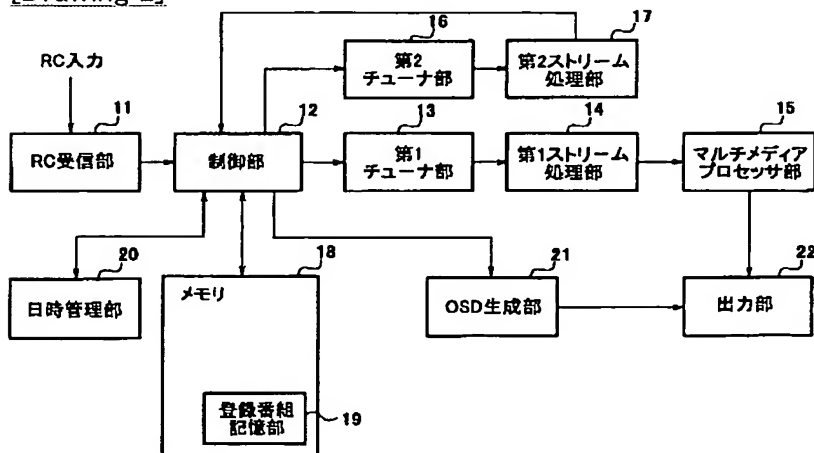 16
17
第2
チューナ部
第2ストリーム
処理部
RC入力
11
12
13
14
15
RC受信部
制御部
第1
チューナ部
第1ストリーム
処理部
マルチメディア
プロセッサ部
20
18
21
22
日時管理部
メモリ
OSD生成部
出力部
登録番組
記憶部
19